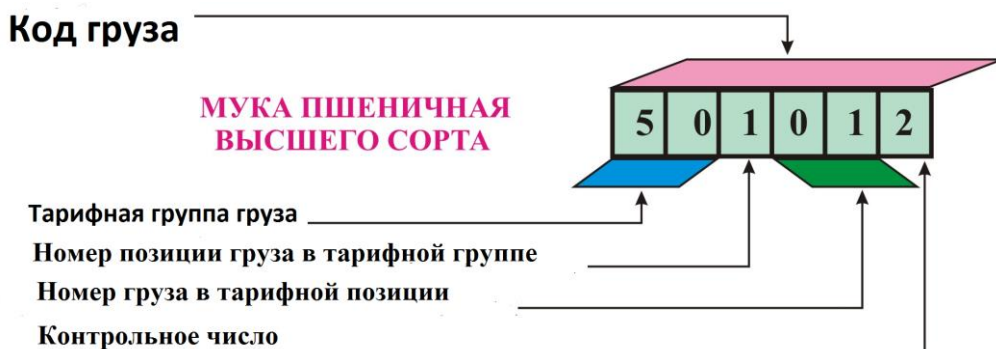 Код груза
МУКА ПШЕНИЧНАЯ
ВЫСШЕГО СОРТА
5 0 1 0 1 2
Тарифная группа груза
Номер позиции груза в тарифной группе
Номер груза в тарифной позиции
Контрольное число